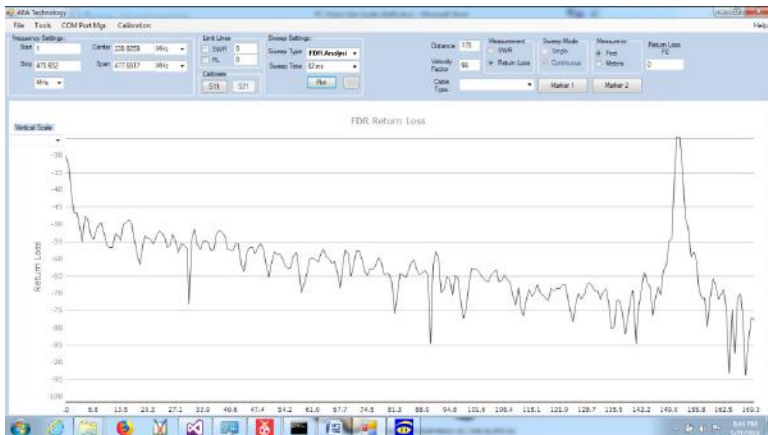 AEA Technology
File Tools COM Port Mgr. Calibration Help
Frequency Settings: Limit Lines Sweep Settings:
Start 1 Center MHz SWR 0 Sweep Type FDR Analysi Distance 170 Measurement Sweep Mode Measure Return Loss
Stop 478.652 Span 477.6517 MHz RL 0 Sweep Time 82 ms Velocity Factor 66 SWR Return Loss Single Continuous Feet Meters 0
MHz Calibrate Plot Cable Type: Marker 1 Marker 2
S11 S21
FDR Return Loss
Vertical Scale
-30
-35
-40
-45
-50
-55
-60
-65
-70
-75
-80
-85
-90
-95
-100
Return Loss
.0 6.8 13.5 20.3 27.1 33.9 40.6 47.4 54.2 61.0 67.7 74.5 81.3 88.0 94.8 101.6 108.4 115.1 121.9 128.7 135.5 142.2 149.0 155.8 162.5 169.3
5:44 PM